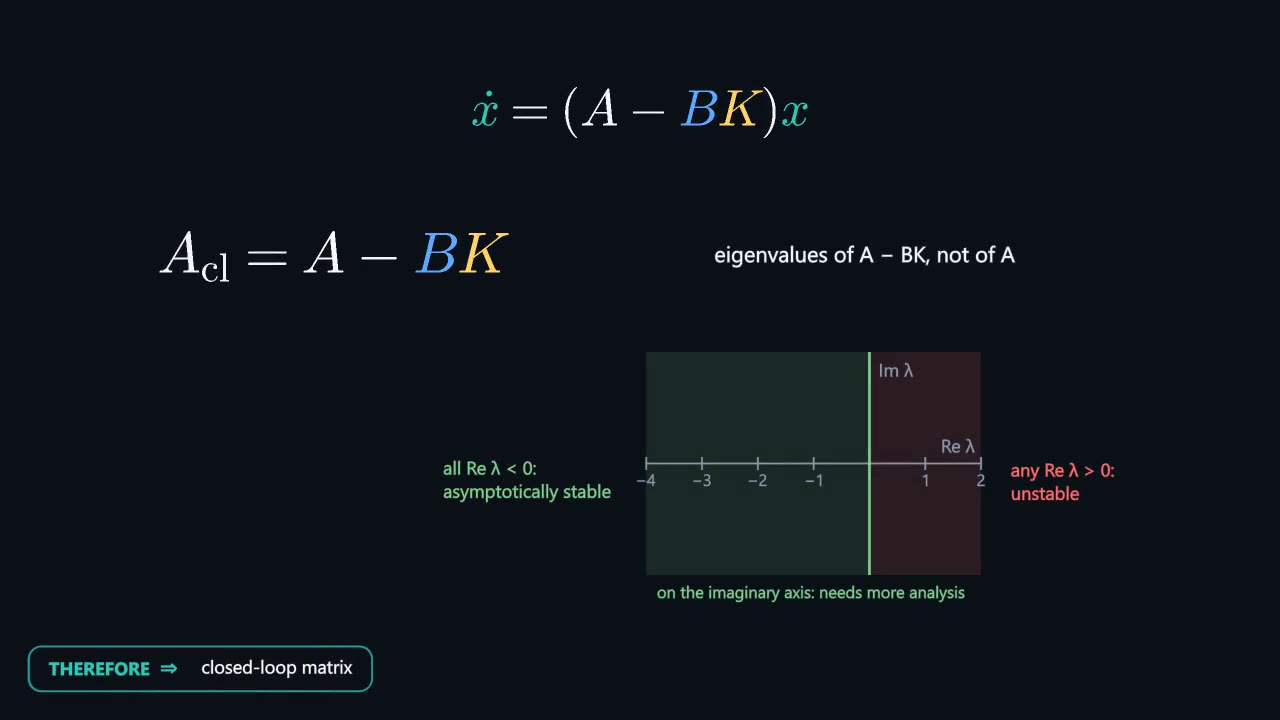 ẋ = (A − BK)x
A_cl = A − BK
eigenvalues of A − BK, not of A
Im λ
Re λ
−4 −3 −2 −1 1 2
all Re λ < 0:
asymptotically stable
any Re λ > 0:
unstable
on the imaginary axis: needs more analysis
THEREFORE ⇒ closed-loop matrix